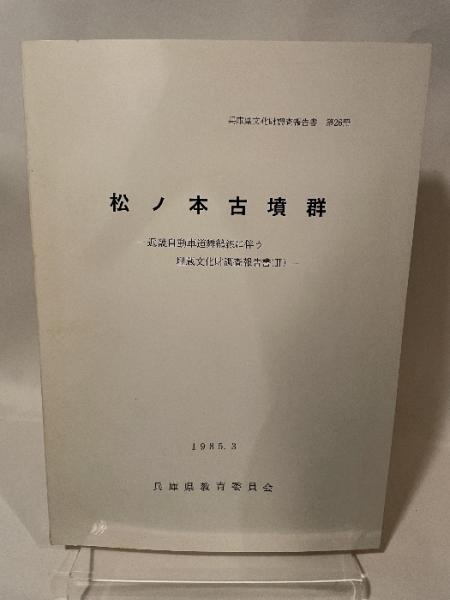 兵庫県文化財調査報告書 第26冊
松ノ本古墳群
−近畿自動車道舞鶴線に伴う
埋蔵文化財調査報告書(Ⅱ)−
1985.3
兵庫県教育委員会